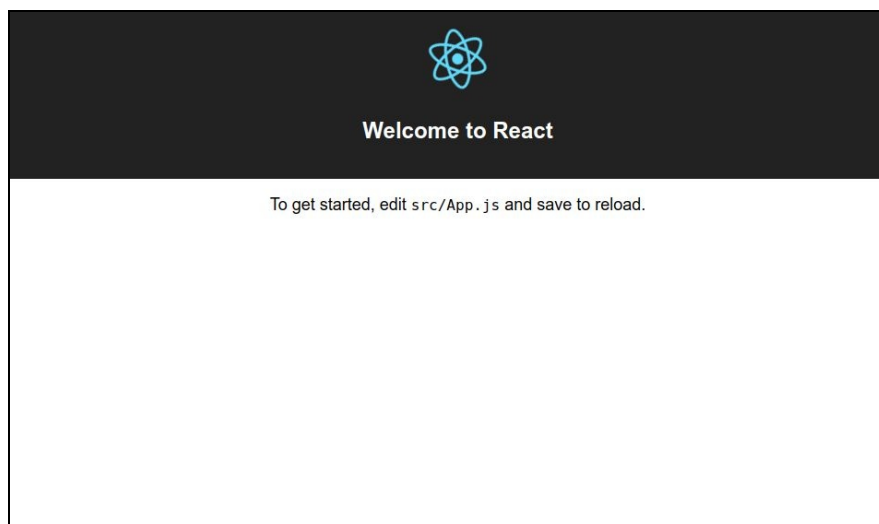 Welcome to React
To get started, edit src/App.js and save to reload.